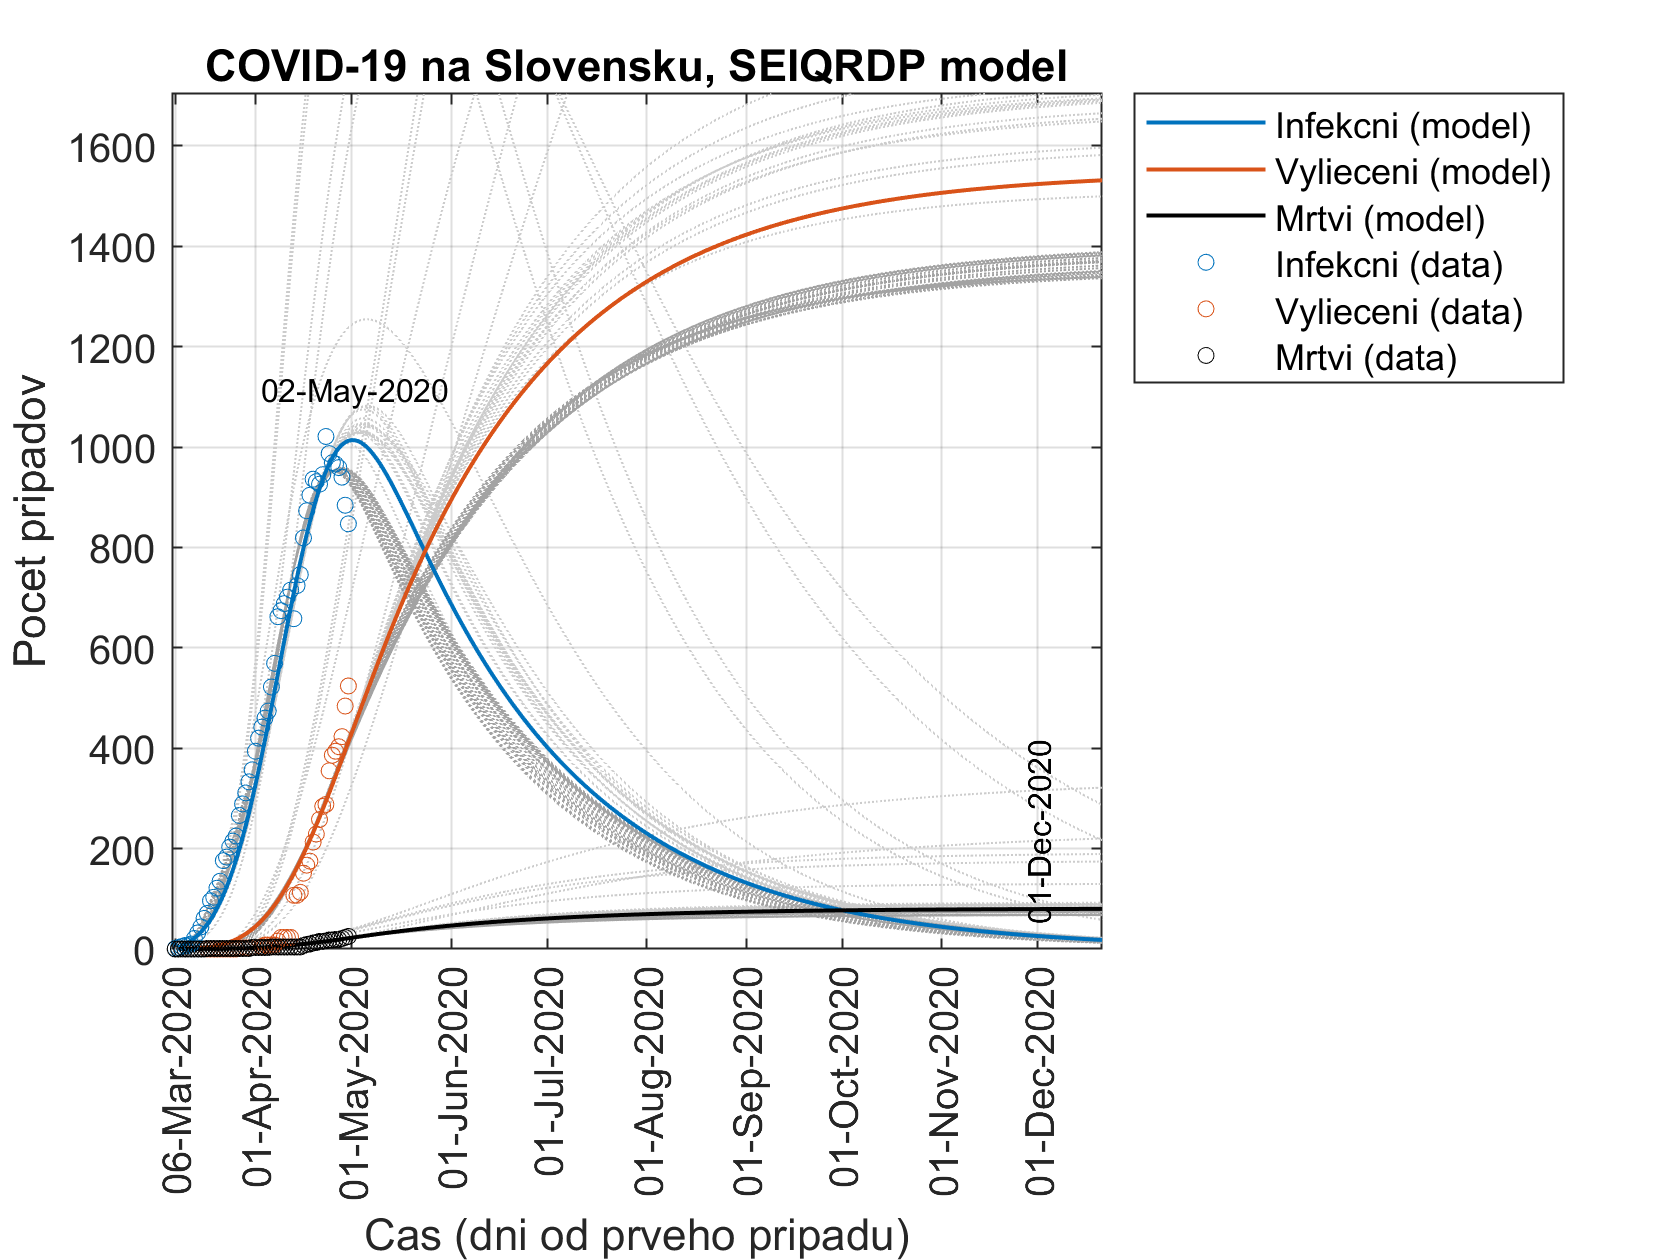 COVID-19 na Slovensku, SEIQRDP model
Pocet pripadov
1600
1400
1200
1000
800
600
400
200
0
02-May-2020
01-Dec-2020
06-Mar-2020
01-Apr-2020
01-May-2020
01-Jun-2020
01-Jul-2020
01-Aug-2020
01-Sep-2020
01-Oct-2020
01-Nov-2020
01-Dec-2020
Cas (dni od prveho pripadu)
Infekcni (model)
Vylieceni (model)
Mrtvi (model)
Infekcni (data)
Vylieceni (data)
Mrtvi (data)